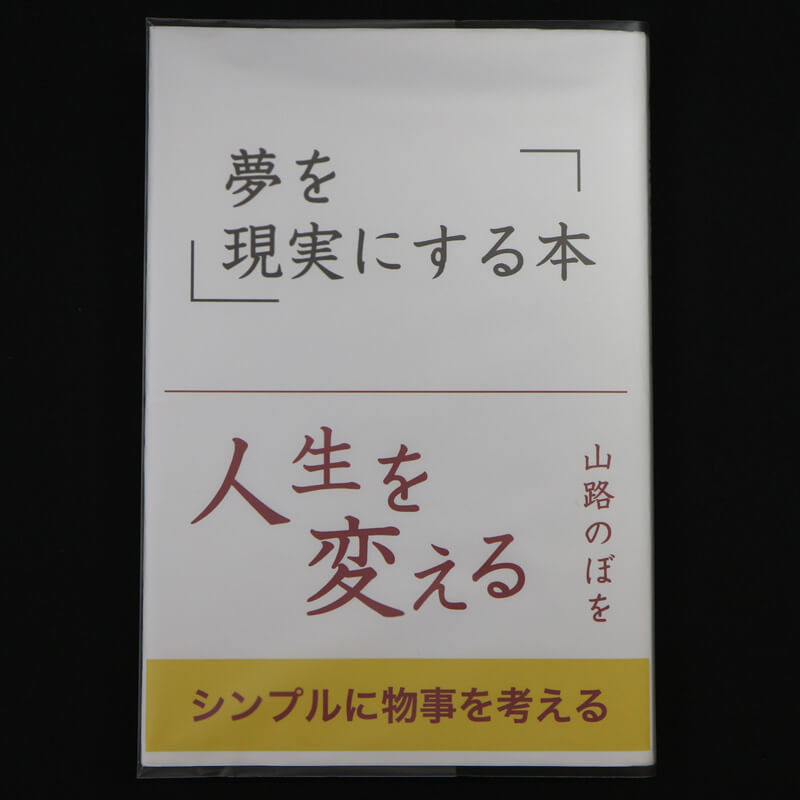 夢を
現実にする本
人生を
変える
山路のぼを
シンプルに物事を考える